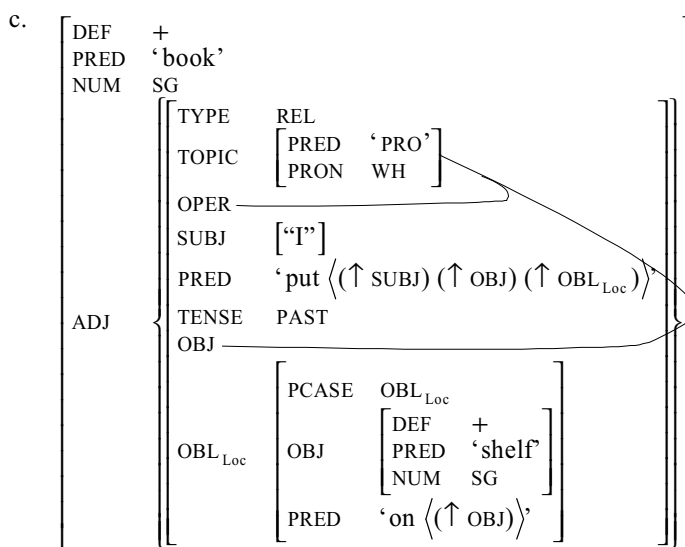 c.
DEF +
PRED ‘book’
NUM SG
TYPE REL
TOPIC PRED ‘PRO’
PRON WH
OPER
SUBJ [“I”]
PRED ‘put ⟨(↑ SUBJ) (↑ OBJ) (↑ OBL_Loc)⟩’
ADJ TENSE PAST
OBJ
PCASE OBL_Loc
DEF +
OBL_Loc OBJ PRED ‘shelf’
NUM SG
PRED ‘on ⟨(↑ OBJ)⟩’